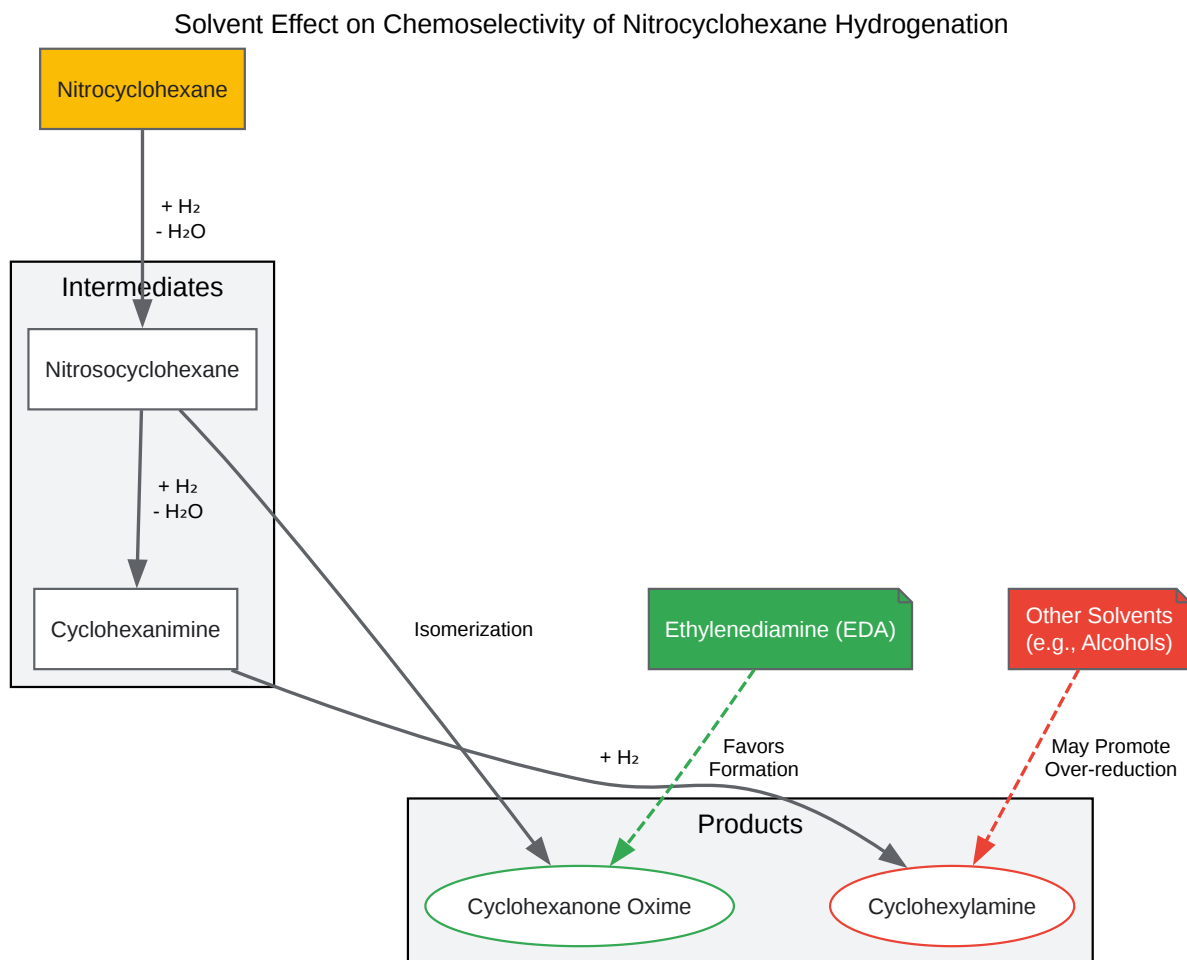 Solvent Effect on Chemoselectivity of Nitrocyclohexane Hydrogenation
Nitrocyclohexane
+ H₂
- H₂O
Intermediates
Nitrosocyclohexane
+ H₂
- H₂O
Cyclohexanimine
Isomerization
Ethylenediamine (EDA)
Other Solvents
(e.g., Alcohols)
+ H₂
Favors
Formation
May Promote
Over-reduction
Products
Cyclohexanone Oxime
Cyclohexylamine